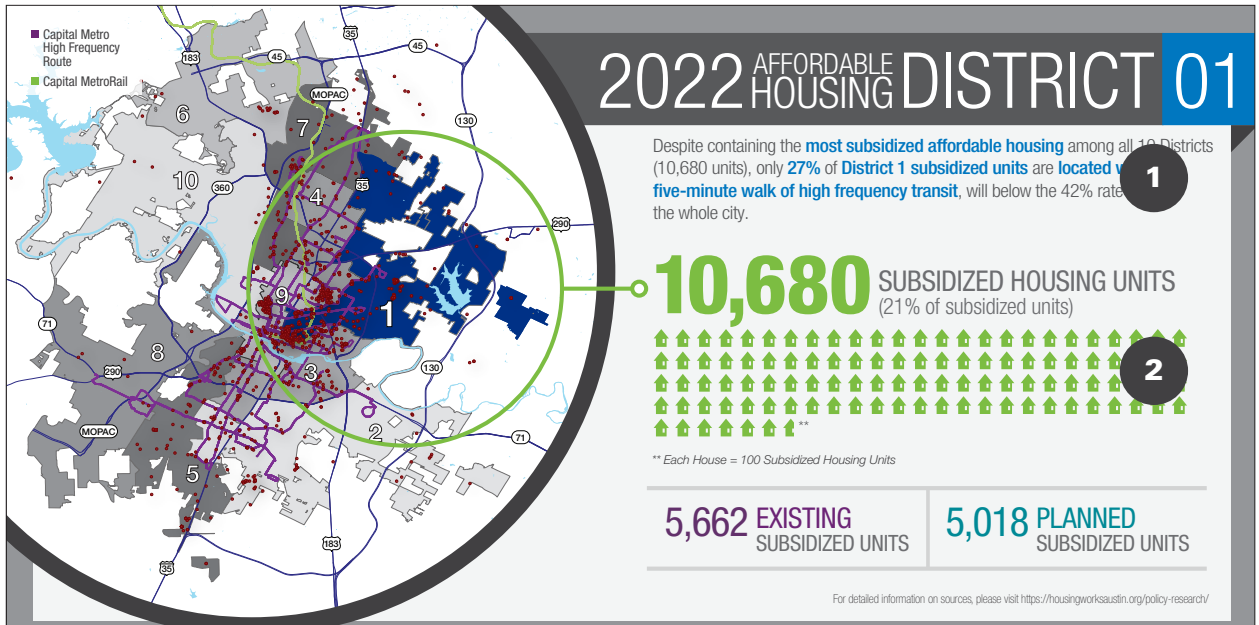 Capital Metro
High Frequency
Route
Capital MetroRail
183
45
35
45
MOPAC
130
6
7
10
360
4
35
290
9
1
71
8
290
3
130
MOPAC
2
71
5
183
35
2022 AFFORDABLE HOUSING DISTRICT 01
Despite containing the most subsidized affordable housing among all 10 Districts
(10,680 units), only 27% of District 1 subsidized units are located
five-minute walk of high frequency transit, will below the 42% rate
the whole city.
1
10,680 SUBSIDIZED HOUSING UNITS
(21% of subsidized units)
2
**
** Each House = 100 Subsidized Housing Units
5,662 EXISTING
SUBSIDIZED UNITS
5,018 PLANNED
SUBSIDIZED UNITS
For detailed information on sources, please visit https://housingworksaustin.org/policy-research/